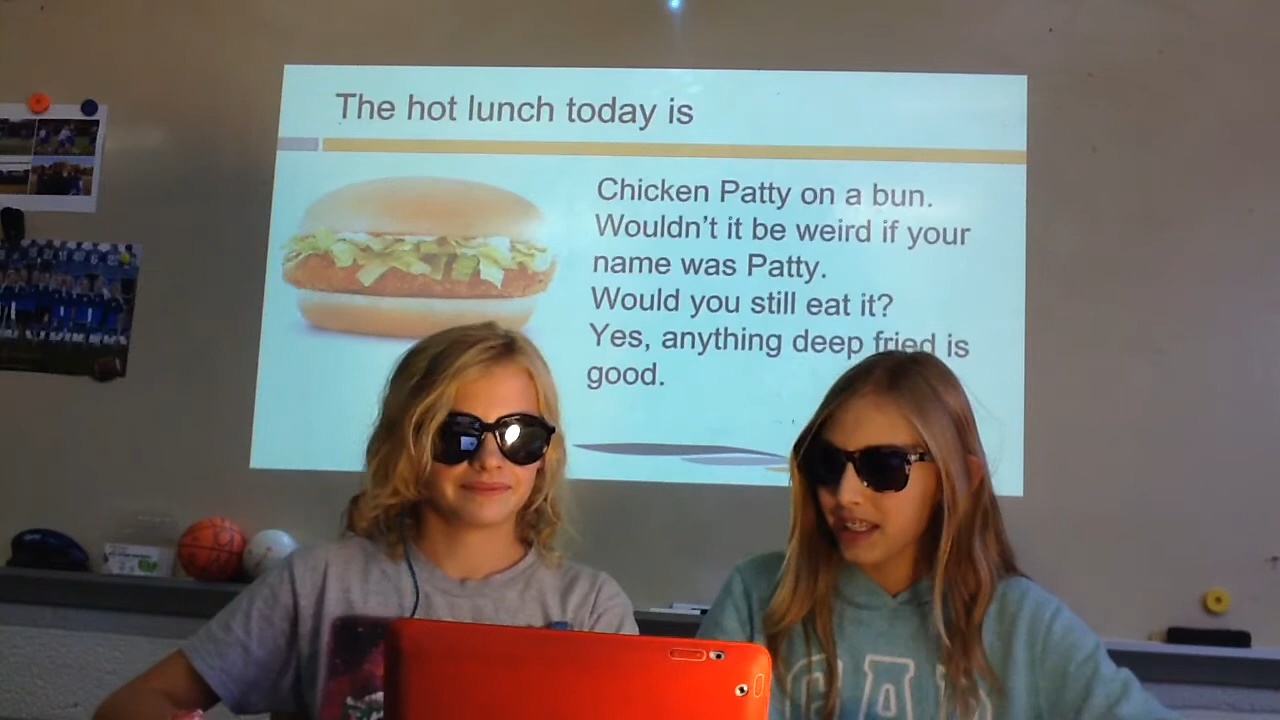 The hot lunch today is
Chicken Patty on a bun.
Wouldn't it be weird if your
name was Patty.
Would you still eat it?
Yes, anything deep fried is
good.
GAP